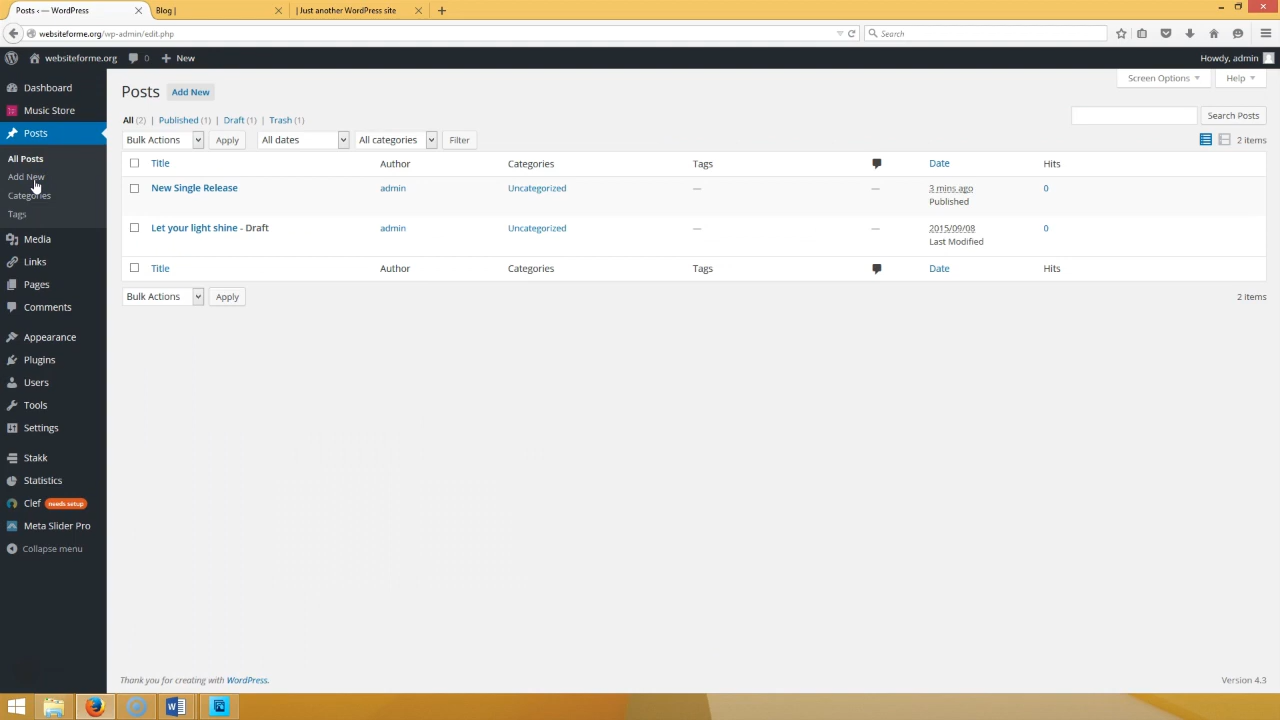 Posts ‹ — WordPress
Blog |
| Just another WordPress site
websiteforme.org/wp-admin/edit.php
Search
websiteforme.org
0
New
Howdy, admin
Dashboard
Music Store
Posts
All Posts
Add New
Categories
Tags
Media
Links
Pages
Comments
Appearance
Plugins
Users
Tools
Settings
Stakk
Statistics
Clef needs setup
Meta Slider Pro
Collapse menu
Screen Options
Help
Posts Add New
All (2) | Published (1) | Draft (1) | Trash (1)
Search Posts
Bulk Actions Apply All dates All categories Filter
2 items
Title Author Categories Tags Date Hits
New Single Release admin Uncategorized — — 3 mins ago 0
Published
Let your light shine - Draft admin Uncategorized — — 2015/09/08 0
Last Modified
Title Author Categories Tags Date Hits
Bulk Actions Apply
2 items
Thank you for creating with WordPress.
Version 4.3